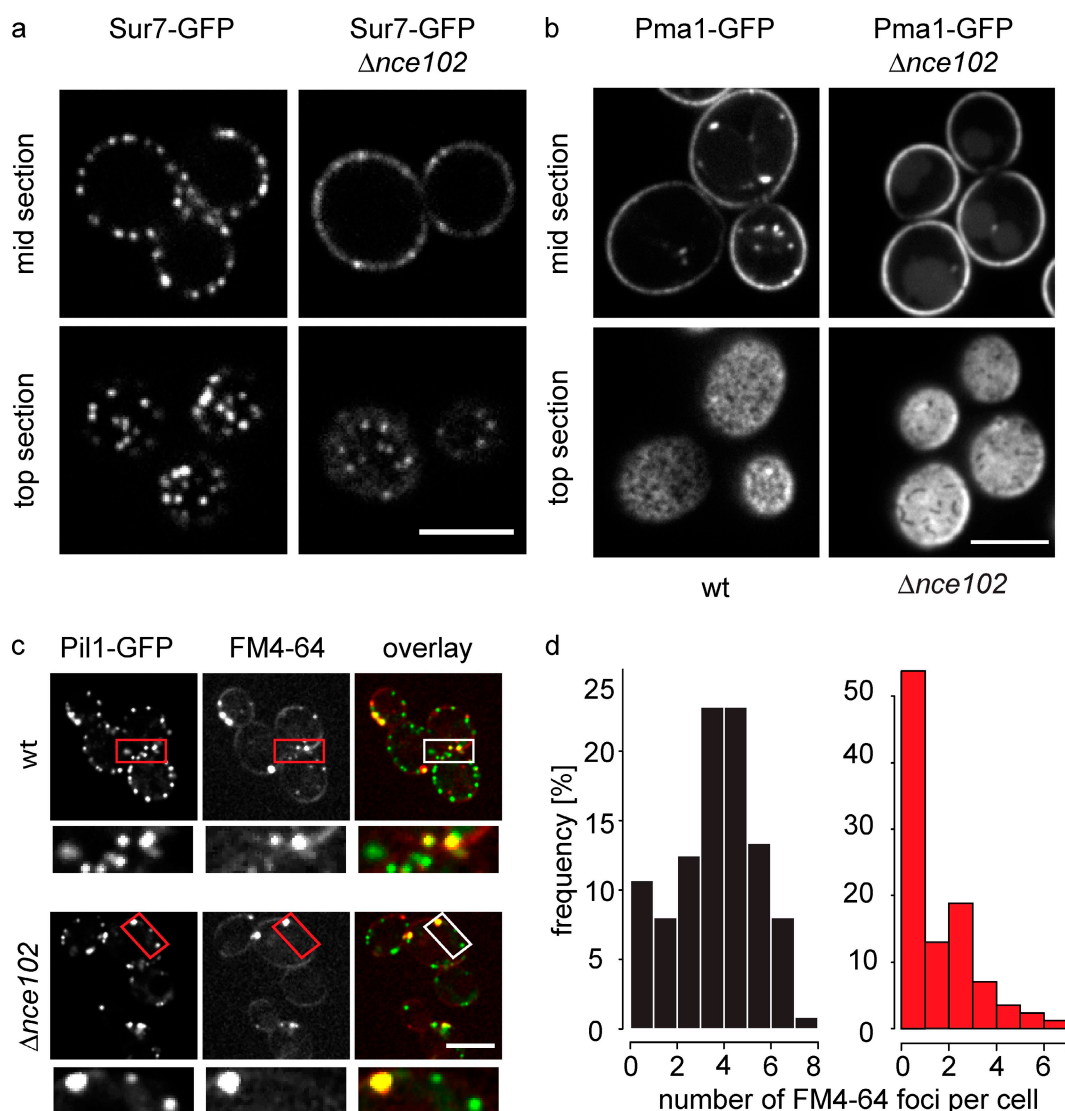 a
Sur7-GFP
Sur7-GFP
Δnce102
b
Pma1-GFP
Pma1-GFP
Δnce102
mid section
top section
mid section
top section
wt
Δnce102
c
Pil1-GFP
FM4-64
overlay
wt
Δnce102
d
frequency [%]
25
20
15
10
5
0
0 2 4 6 8
50
40
30
20
10
0
0 2 4 6
number of FM4-64 foci per cell